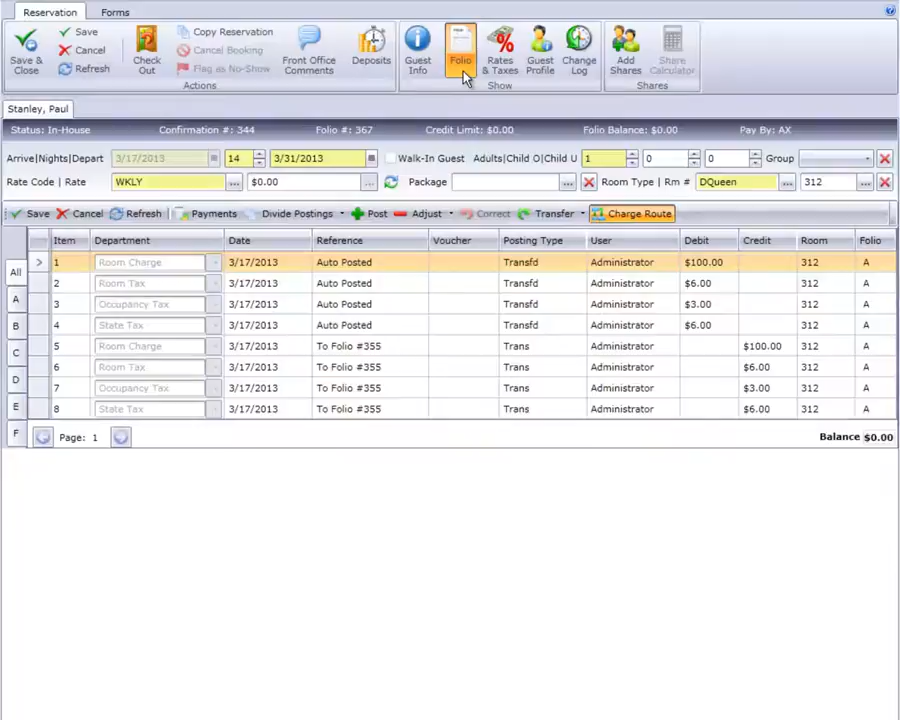 Reservation Forms
Save & Close
Save
Cancel
Refresh
Check Out
Copy Reservation
Cancel Booking
Flag as No-Show
Front Office Comments
Deposits
Actions
Guest Info
Folio
Rates & Taxes
Guest Profile
Change Log
Show
Add Shares
Share Calculator
Shares
Stanley, Paul
Status: In-House Confirmation #: 344 Folio #: 367 Credit Limit: $0.00 Folio Balance: $0.00 Pay By: AX
Arrive|Nights|Depart 3/17/2013 14 3/31/2013 Walk-In Guest Adults|Child O|Child U 1 0 0 Group
Rate Code | Rate WKLY ... $0.00 ... Package ... Room Type | Rm # DQueen ... 312 ...
Save Cancel Refresh Payments Divide Postings Post Adjust Correct Transfer Charge Route
Item Department Date Reference Voucher Posting Type User Debit Credit Room Folio
All
A
B
C
D
E
F
1 Room Charge 3/17/2013 Auto Posted Transfd Administrator $100.00 312 A
2 Room Tax 3/17/2013 Auto Posted Transfd Administrator $6.00 312 A
3 Occupancy Tax 3/17/2013 Auto Posted Transfd Administrator $3.00 312 A
4 State Tax 3/17/2013 Auto Posted Transfd Administrator $6.00 312 A
5 Room Charge 3/17/2013 To Folio #355 Trans Administrator $100.00 312 A
6 Room Tax 3/17/2013 To Folio #355 Trans Administrator $6.00 312 A
7 Occupancy Tax 3/17/2013 To Folio #355 Trans Administrator $3.00 312 A
8 State Tax 3/17/2013 To Folio #355 Trans Administrator $6.00 312 A
Page: 1 Balance $0.00